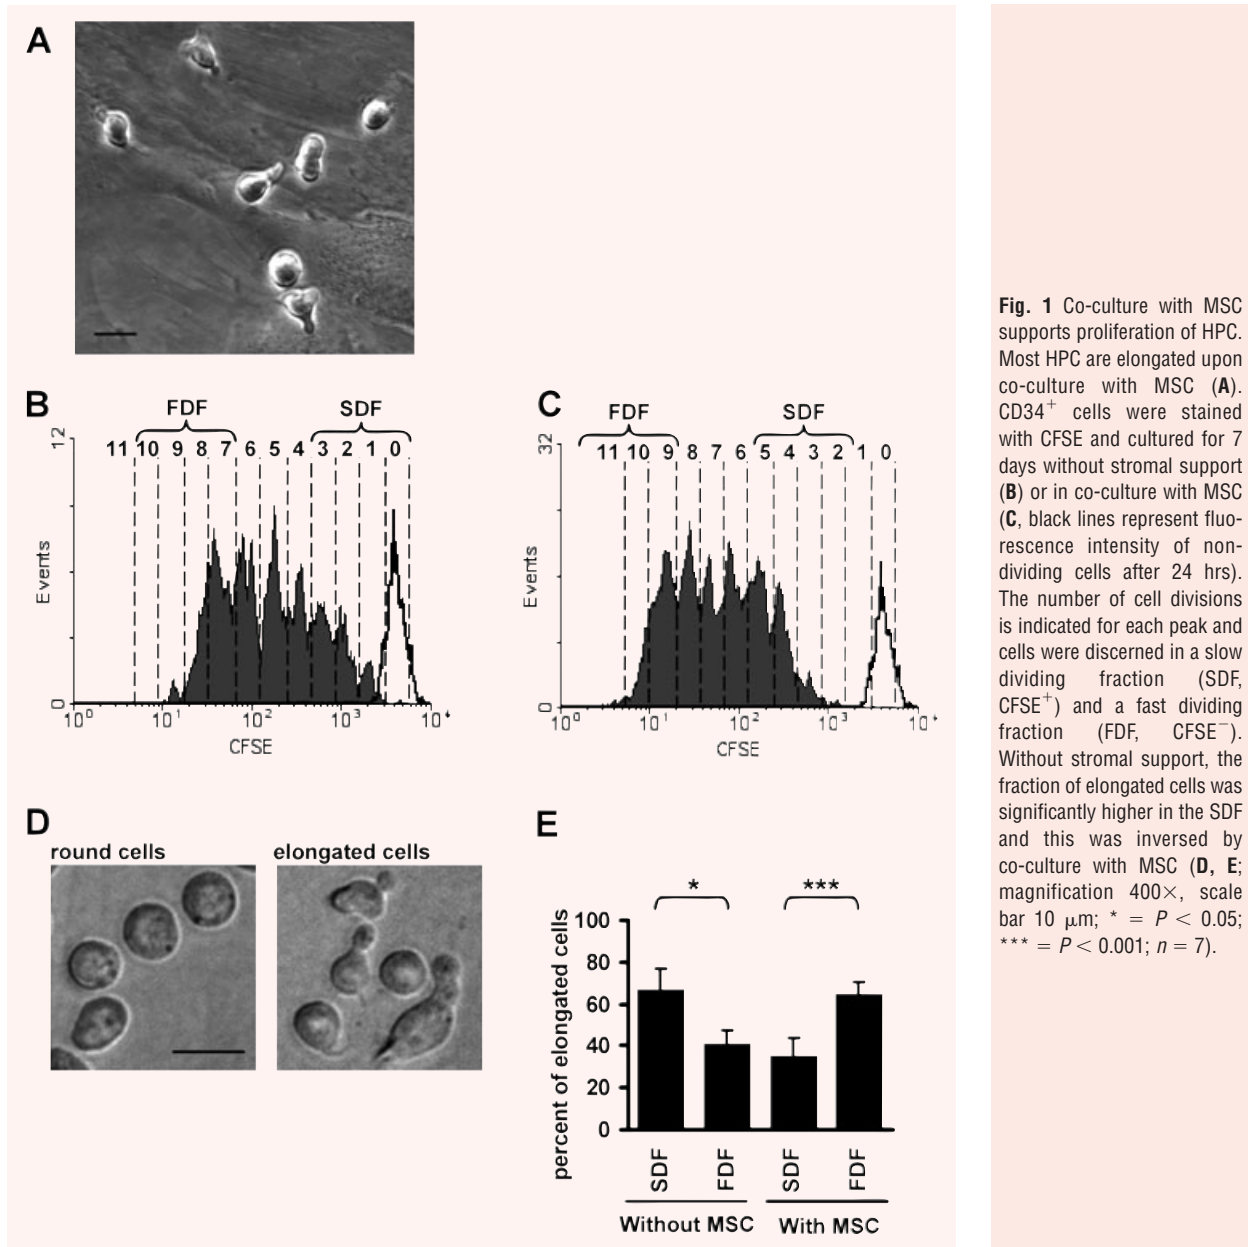 A
B
FDF
SDF
11 10 9 8 7 6 5 4 3 2 1 0
12
Events
0
10⁰ 10¹ 10² 10³ 10⁴
CFSE
C
FDF
SDF
11 10 9 8 7 6 5 4 3 2 1 0
32
Events
0
10⁰ 10¹ 10² 10³ 10⁴
CFSE
D
round cells
elongated cells
E
* ***
percent of elongated cells
100
80
60
40
20
0
SDF FDF SDF FDF
Without MSC With MSC
Fig. 1 Co-culture with MSC
supports proliferation of HPC.
Most HPC are elongated upon
co-culture with MSC (A).
CD34⁺ cells were stained
with CFSE and cultured for 7
days without stromal support
(B) or in co-culture with MSC
(C, black lines represent fluo-
rescence intensity of non-
dividing cells after 24 hrs).
The number of cell divisions
is indicated for each peak and
cells were discerned in a slow
dividing fraction (SDF,
CFSE⁺) and a fast dividing
fraction (FDF, CFSE⁻).
Without stromal support, the
fraction of elongated cells was
significantly higher in the SDF
and this was inversed by
co-culture with MSC (D, E;
magnification 400×, scale
bar 10 μm; * = P < 0.05;
*** = P < 0.001; n = 7).